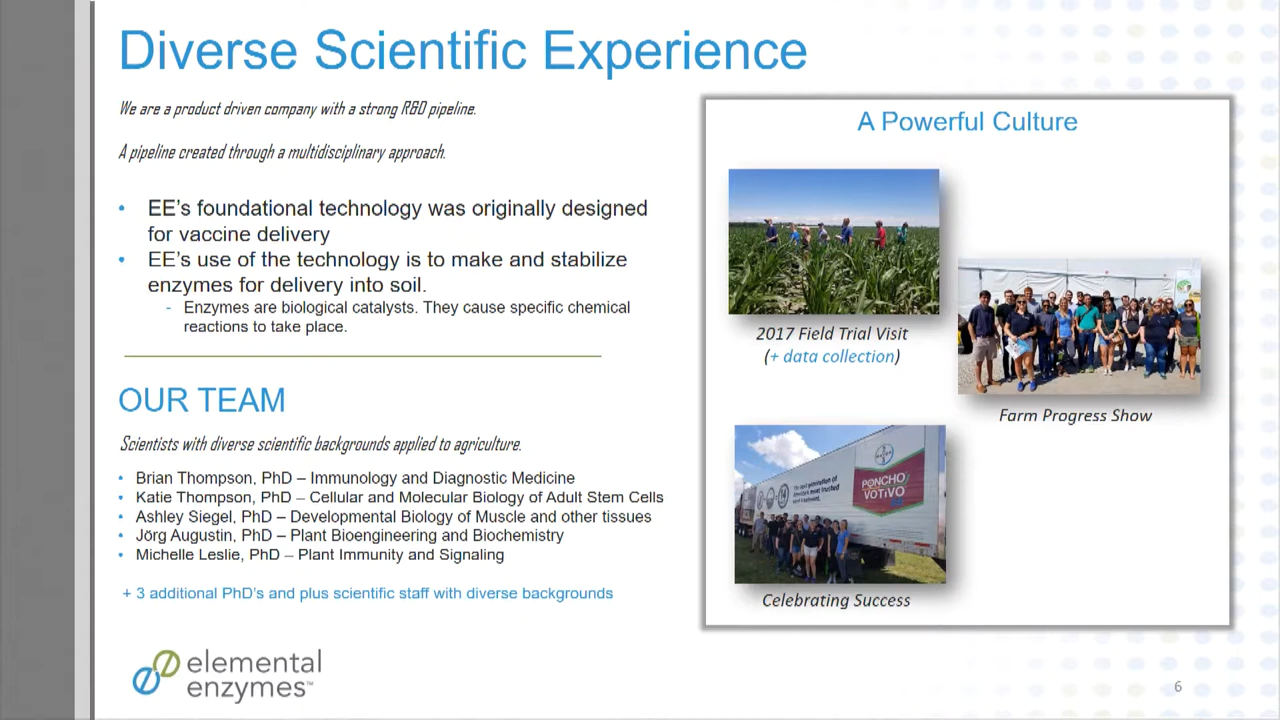 Diverse Scientific Experience
We are a product driven company with a strong R&D pipeline.
A pipeline created through a multidisciplinary approach.
• EE's foundational technology was originally designed
for vaccine delivery
• EE's use of the technology is to make and stabilize
enzymes for delivery into soil.
- Enzymes are biological catalysts. They cause specific chemical
reactions to take place.
OUR TEAM
Scientists with diverse scientific backgrounds applied to agriculture.
• Brian Thompson, PhD – Immunology and Diagnostic Medicine
• Katie Thompson, PhD – Cellular and Molecular Biology of Adult Stem Cells
• Ashley Siegel, PhD – Developmental Biology of Muscle and other tissues
• Jörg Augustin, PhD – Plant Bioengineering and Biochemistry
• Michelle Leslie, PhD – Plant Immunity and Signaling
+ 3 additional PhD's and plus scientific staff with diverse backgrounds
elemental
enzymes™
A Powerful Culture
2017 Field Trial Visit
(+ data collection)
Farm Progress Show
BAYER
PONCHO/
VOTIVO
Celebrating Success
6